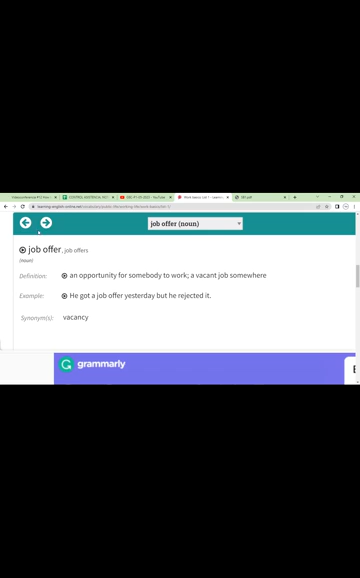 job offer (noun)
job offer, job offers
(noun)
Definition: an opportunity for somebody to work; a vacant job somewhere
Example: He got a job offer yesterday but he rejected it.
Synonym(s): vacancy
grammarly